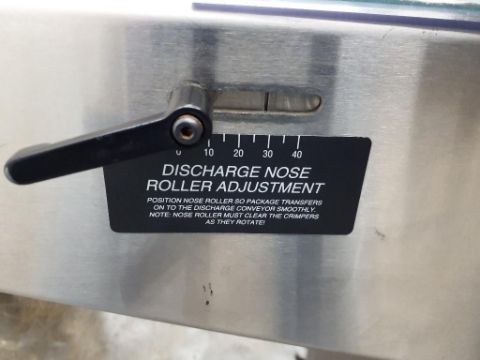 0 10 20 30 40
DISCHARGE NOSE
ROLLER ADJUSTMENT
POSITION NOSE ROLLER SO PACKAGE TRANSFERS
ON TO THE DISCHARGE CONVEYOR SMOOTHLY.
NOTE: NOSE ROLLER MUST CLEAR THE CRIMPERS
AS THEY ROTATE!